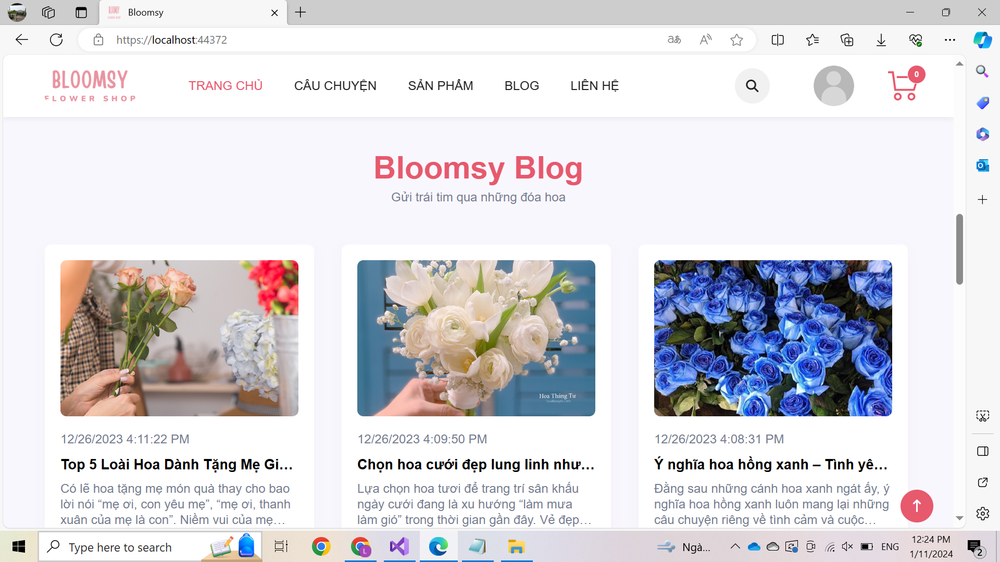 Bloomsy
https://localhost:44372
BLOOMSY
FLOWER SHOP
TRANG CHỦ
CÂU CHUYỆN
SẢN PHẨM
BLOG
LIÊN HỆ
0
Bloomsy Blog
Gửi trái tim qua những đóa hoa
Hoa Tháng Tư
hoathangtu.com
12/26/2023 4:11:22 PM
Top 5 Loài Hoa Dành Tặng Mẹ Gi...
Có lẽ hoa tặng mẹ món quà thay cho bao
lời nói “mẹ ơi, con yêu mẹ”, “mẹ ơi, thanh
xuân của mẹ là con”. Niềm vui của mẹ...
12/26/2023 4:09:50 PM
Chọn hoa cưới đẹp lung linh như...
Lựa chọn hoa tươi để trang trí sân khấu
ngày cưới đang là xu hướng “làm mưa
làm gió” trong thời gian gần đây. Vẻ đẹp...
12/26/2023 4:08:31 PM
Ý nghĩa hoa hồng xanh – Tình yê...
Đằng sau những cánh hoa xanh ngát ấy, ý
nghĩa hoa hồng xanh luôn mang lại những
câu chuyện riêng về tình cảm và cuộc...
Type here to search
L
Ngà...
ENG
12:24 PM
1/11/2024
2